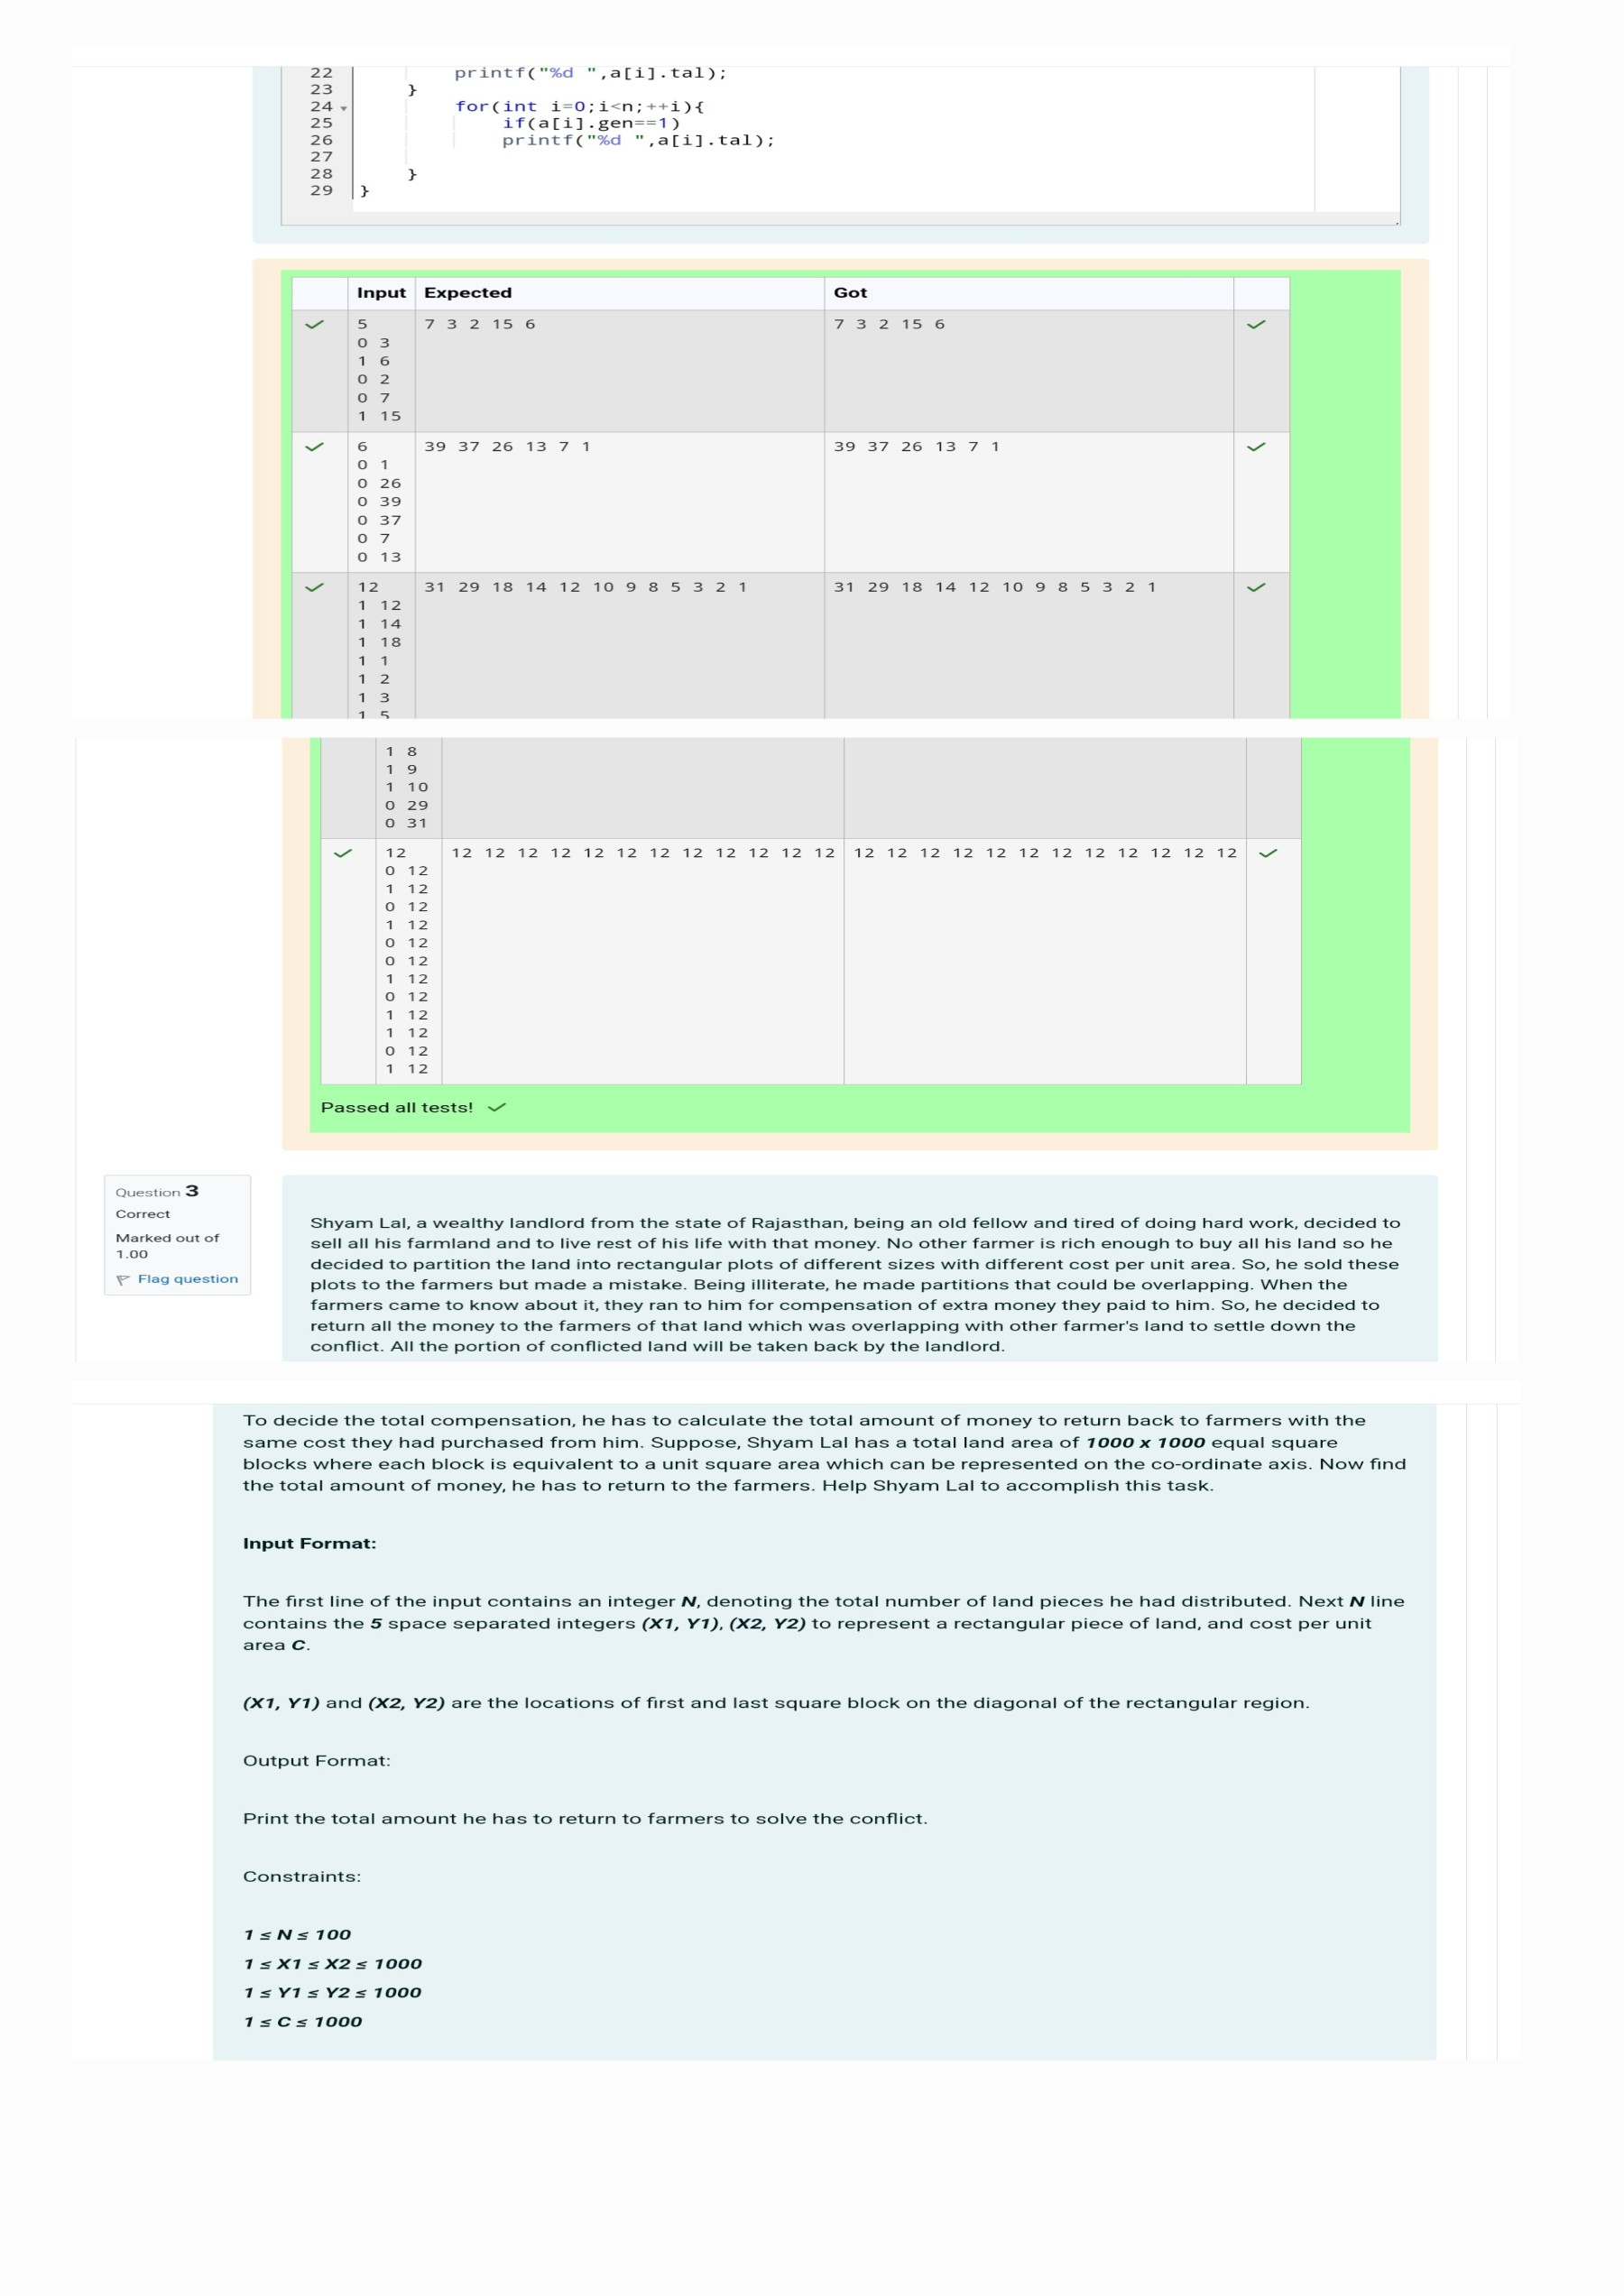 22 printf("%d ",a[i].tal);
23 }
24 for(int i=0;i<n;++i){
25 if(a[i].gen==1)
26 printf("%d ",a[i].tal);
27
28 }
29 }
Input Expected Got
5 7 3 2 15 6 7 3 2 15 6
0 3
1 6
0 2
0 7
1 15
6 39 37 26 13 7 1 39 37 26 13 7 1
0 1
0 26
0 39
0 37
0 7
0 13
12 31 29 18 14 12 10 9 8 5 3 2 1 31 29 18 14 12 10 9 8 5 3 2 1
1 12
1 14
1 18
1 1
1 2
1 3
1 5
1 8
1 9
1 10
0 29
0 31
12 12 12 12 12 12 12 12 12 12 12 12 12 12 12 12 12 12 12 12 12 12 12 12 12
0 12
1 12
0 12
1 12
0 12
0 12
1 12
0 12
1 12
1 12
0 12
1 12
Passed all tests!
Question 3
Correct
Marked out of
1.00
Flag question
Shyam Lal, a wealthy landlord from the state of Rajasthan, being an old fellow and tired of doing hard work, decided to
sell all his farmland and to live rest of his life with that money. No other farmer is rich enough to buy all his land so he
decided to partition the land into rectangular plots of different sizes with different cost per unit area. So, he sold these
plots to the farmers but made a mistake. Being illiterate, he made partitions that could be overlapping. When the
farmers came to know about it, they ran to him for compensation of extra money they paid to him. So, he decided to
return all the money to the farmers of that land which was overlapping with other farmer's land to settle down the
conflict. All the portion of conflicted land will be taken back by the landlord.
To decide the total compensation, he has to calculate the total amount of money to return back to farmers with the
same cost they had purchased from him. Suppose, Shyam Lal has a total land area of 1000 x 1000 equal square
blocks where each block is equivalent to a unit square area which can be represented on the co-ordinate axis. Now find
the total amount of money, he has to return to the farmers. Help Shyam Lal to accomplish this task.
Input Format:
The first line of the input contains an integer N, denoting the total number of land pieces he had distributed. Next N line
contains the 5 space separated integers (X1, Y1), (X2, Y2) to represent a rectangular piece of land, and cost per unit
area C.
(X1, Y1) and (X2, Y2) are the locations of first and last square block on the diagonal of the rectangular region.
Output Format:
Print the total amount he has to return to farmers to solve the conflict.
Constraints:
1 ≤ N ≤ 100
1 ≤ X1 ≤ X2 ≤ 1000
1 ≤ Y1 ≤ Y2 ≤ 1000
1 ≤ C ≤ 1000